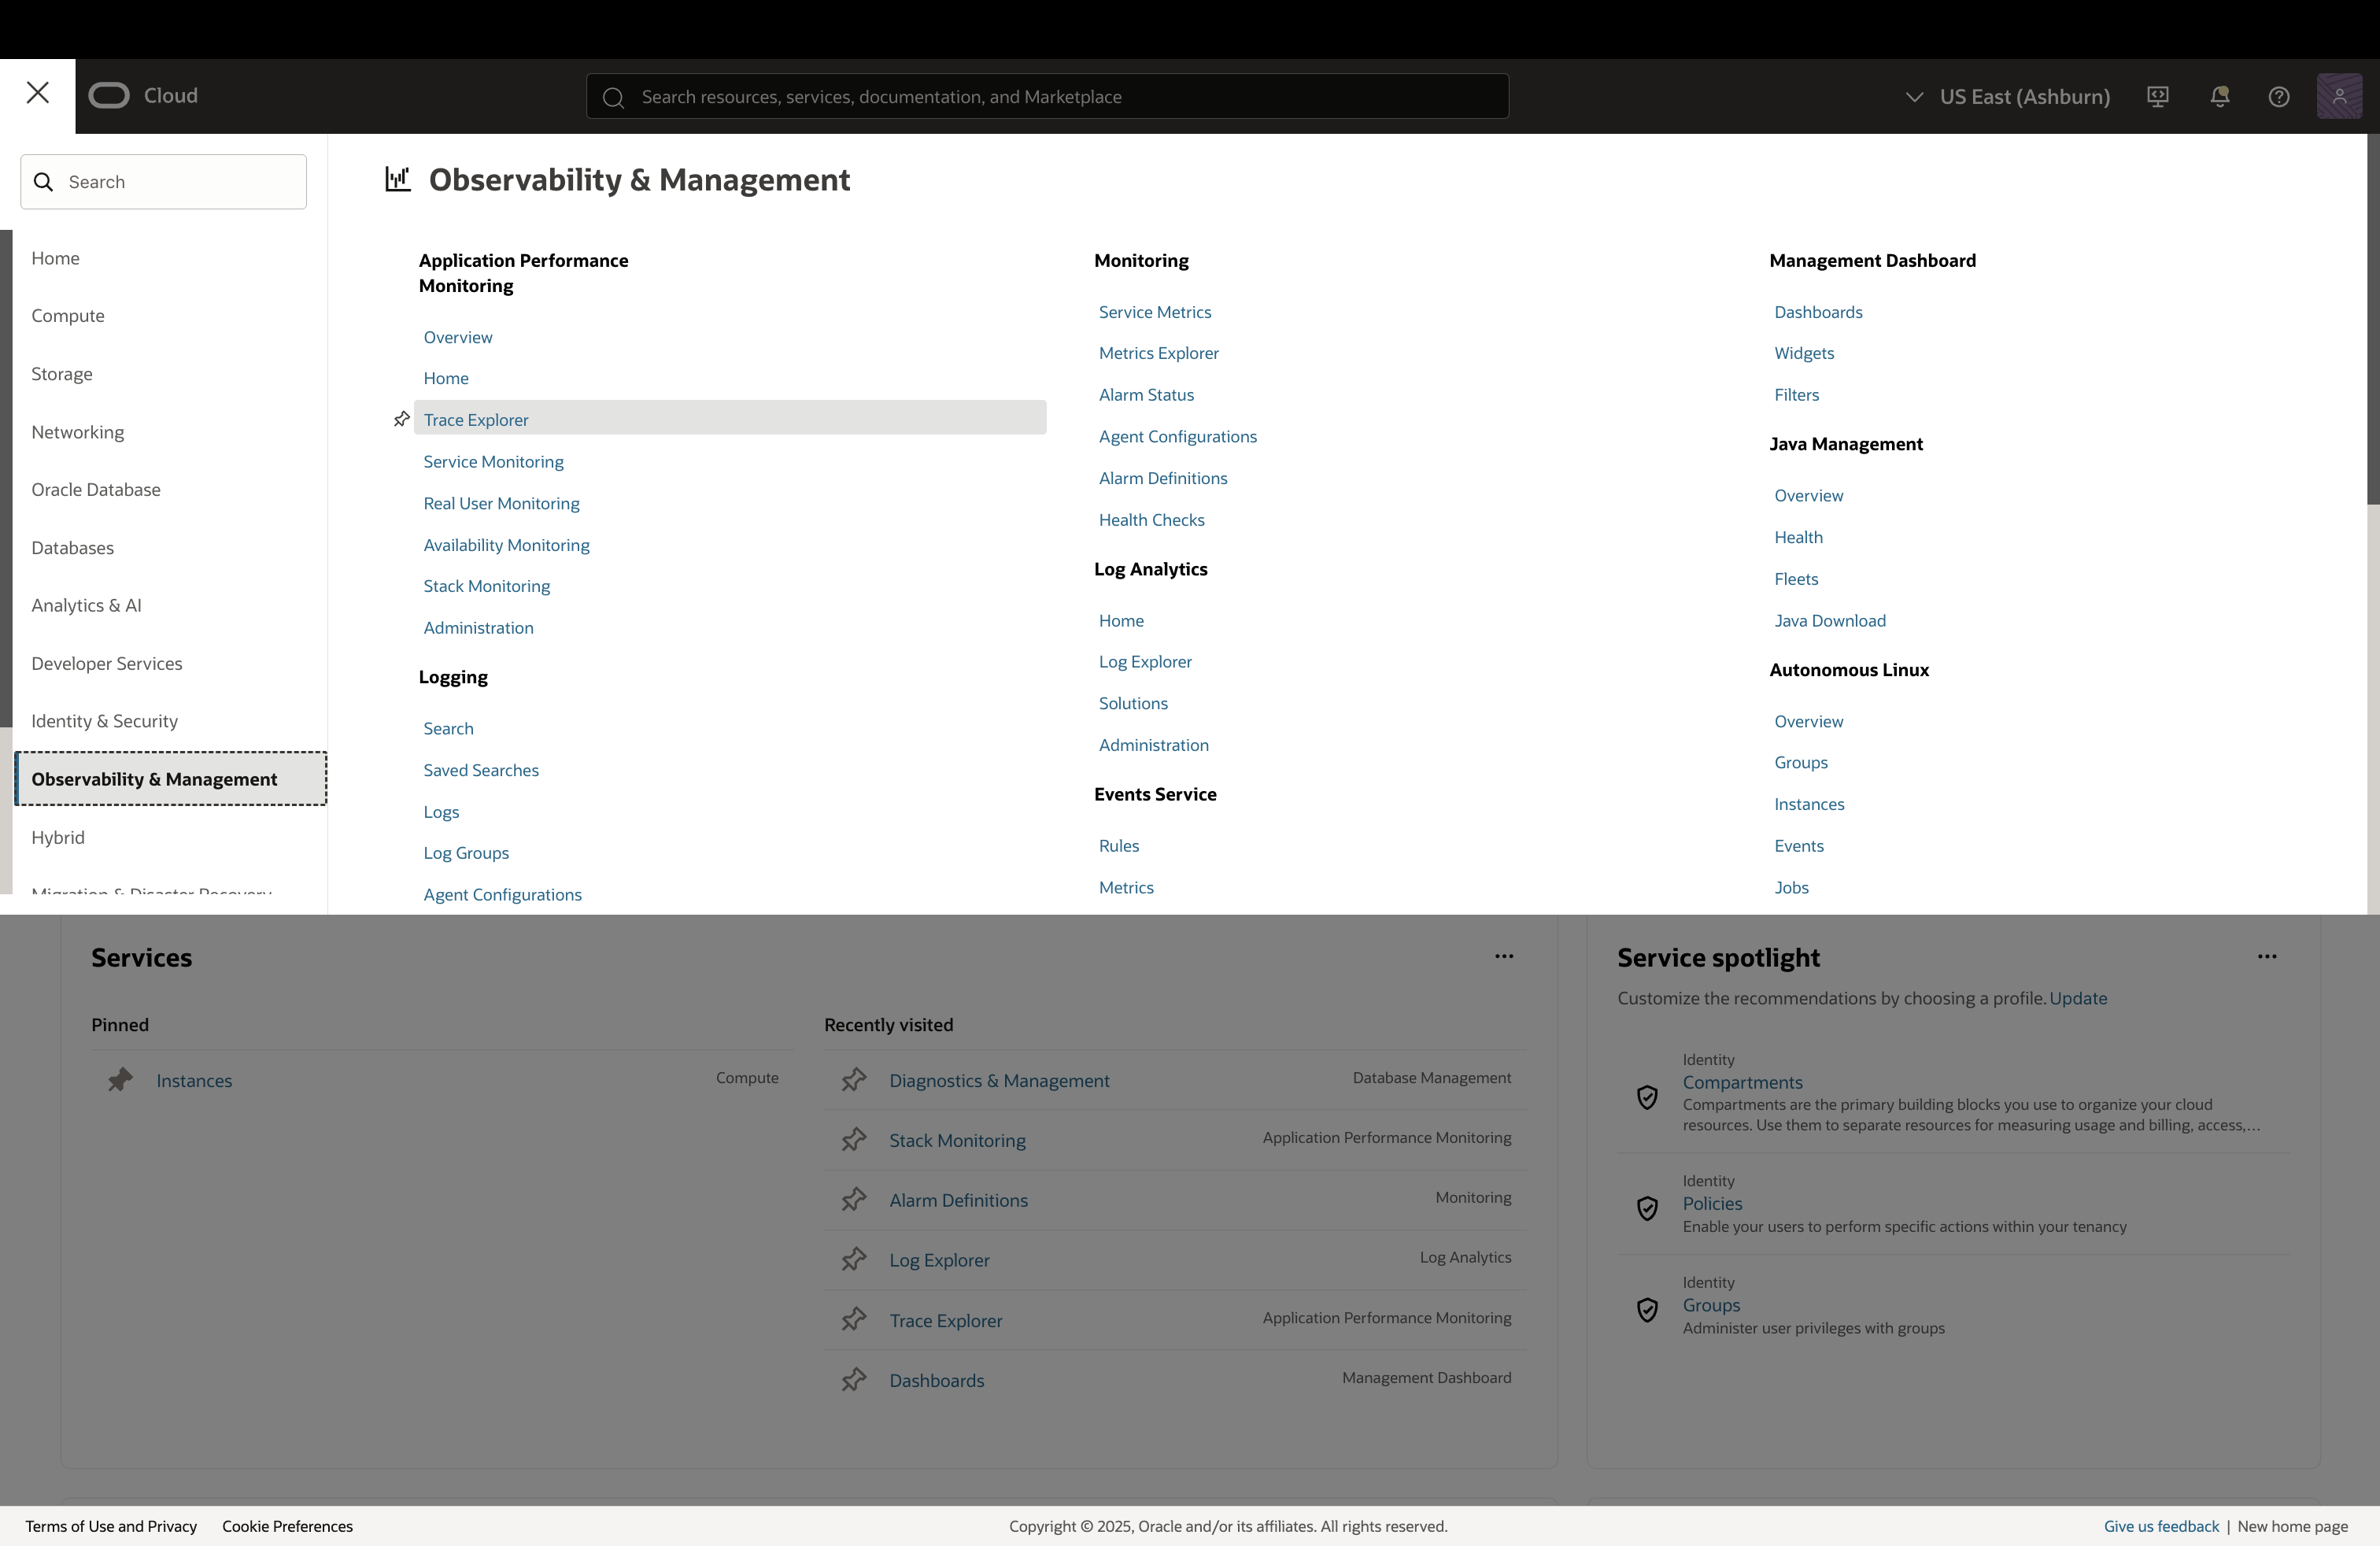 Cloud
Search resources, services, documentation, and Marketplace
US East (Ashburn)
Search
Home
Compute
Storage
Networking
Oracle Database
Databases
Analytics & AI
Developer Services
Identity & Security
Observability & Management
Hybrid
Migration & Disaster Recovery
Observability & Management
Application Performance
Monitoring
Overview
Home
Trace Explorer
Service Monitoring
Real User Monitoring
Availability Monitoring
Stack Monitoring
Administration
Logging
Search
Saved Searches
Logs
Log Groups
Agent Configurations
Monitoring
Service Metrics
Metrics Explorer
Alarm Status
Agent Configurations
Alarm Definitions
Health Checks
Log Analytics
Home
Log Explorer
Solutions
Administration
Events Service
Rules
Metrics
Management Dashboard
Dashboards
Widgets
Filters
Java Management
Overview
Health
Fleets
Java Download
Autonomous Linux
Overview
Groups
Instances
Events
Jobs
Services
Pinned
Instances Compute
Recently visited
Diagnostics & Management Database Management
Stack Monitoring Application Performance Monitoring
Alarm Definitions Monitoring
Log Explorer Log Analytics
Trace Explorer Application Performance Monitoring
Dashboards Management Dashboard
Service spotlight
Customize the recommendations by choosing a profile. Update
Identity
Compartments
Compartments are the primary building blocks you use to organize your cloud
resources. Use them to separate resources for measuring usage and billing, access,...
Identity
Policies
Enable your users to perform specific actions within your tenancy
Identity
Groups
Administer user privileges with groups
Terms of Use and Privacy Cookie Preferences
Copyright © 2025, Oracle and/or its affiliates. All rights reserved.
Give us feedback | New home page